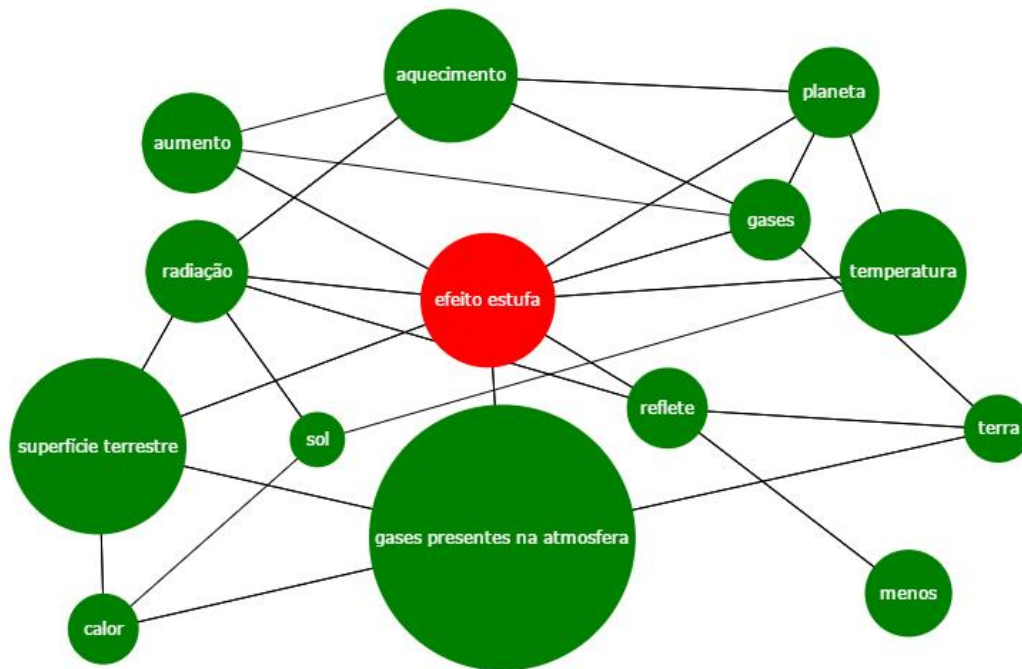 aquecimento
planeta
aumento
gases
radiação
temperatura
efeito estufa
reflete
terra
sol
superfície terrestre
gases presentes na atmosfera
menos
calor